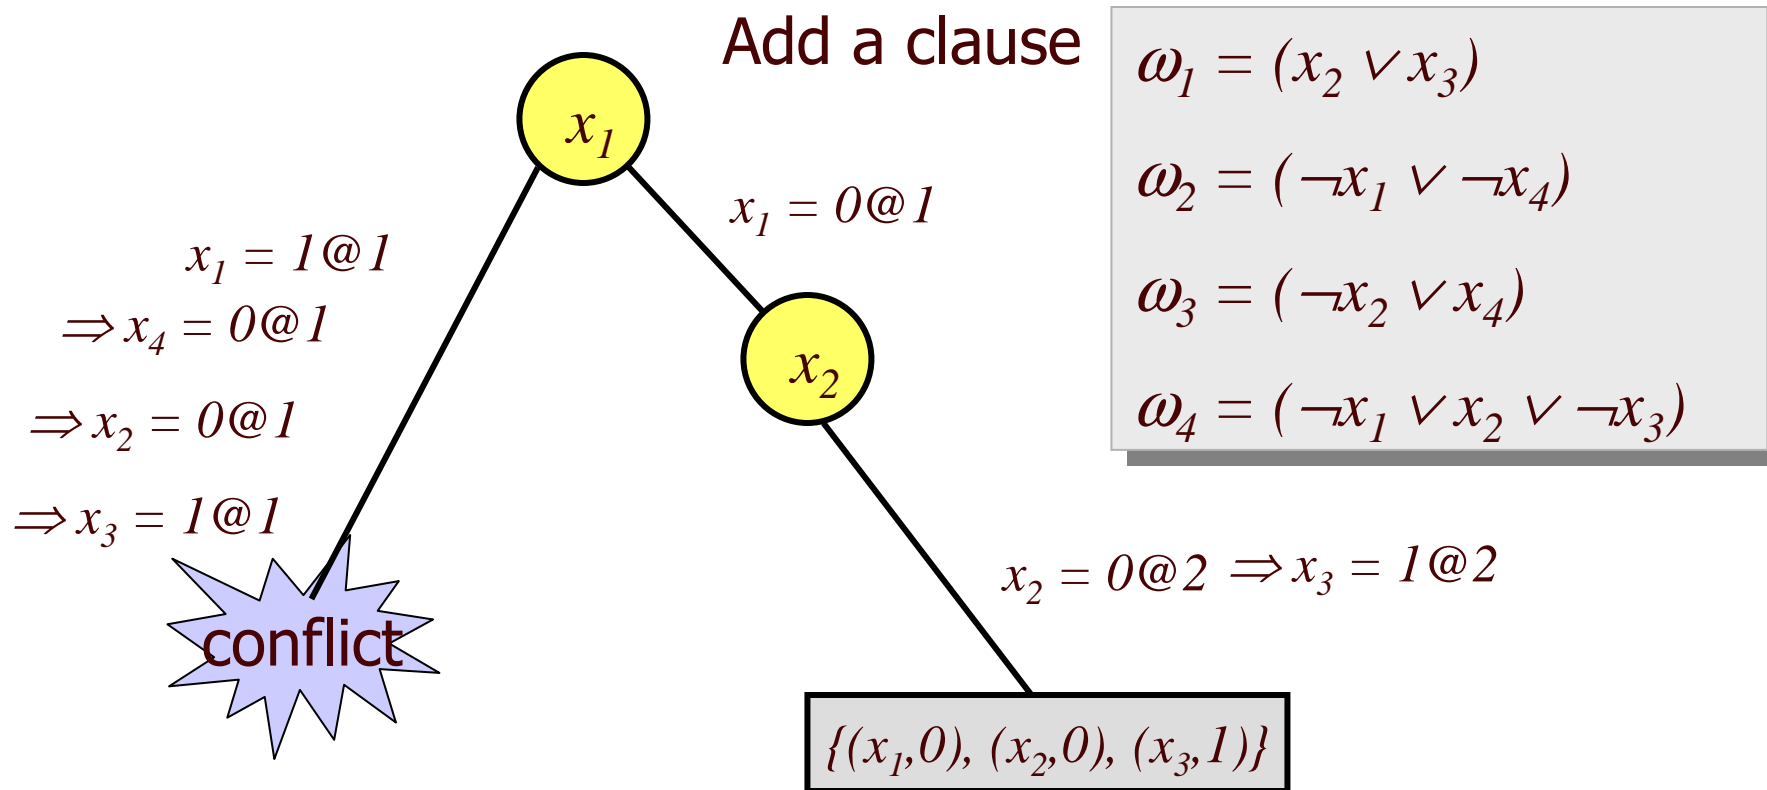 Add a clause
ω₁ = (x₂ ∨ x₃)
ω₂ = (¬x₁ ∨ ¬x₄)
ω₃ = (¬x₂ ∨ x₄)
ω₄ = (¬x₁ ∨ x₂ ∨ ¬x₃)
x₁
x₁ = 0@1
x₁ = 1@1
⇒ x₄ = 0@1
x₂
⇒ x₂ = 0@1
⇒ x₃ = 1@1
x₂ = 0@2 ⇒ x₃ = 1@2
conflict
{(x₁,0), (x₂,0), (x₃,1)}